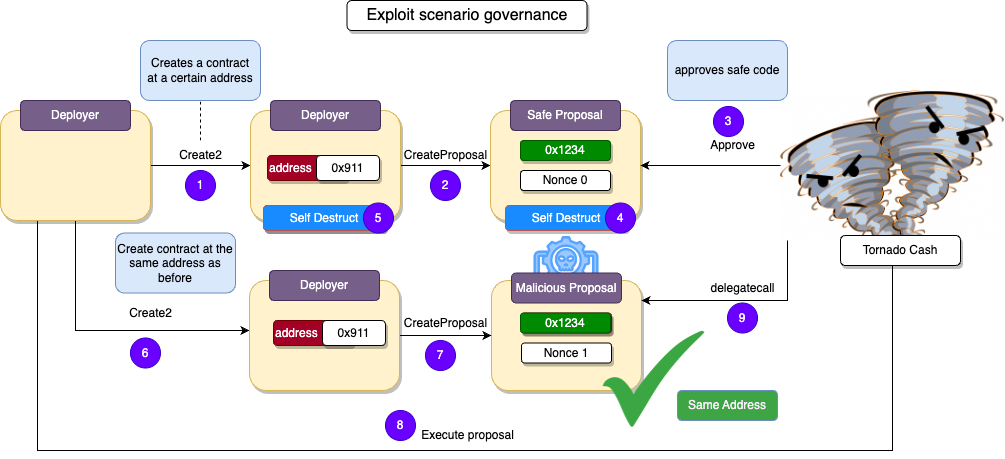 Exploit scenario governance
Creates a contract
at a certain address
approves safe code
Deployer
Deployer
Safe Proposal
3
Approve
0x1234
Create2
address
0x911
CreateProposal
1
2
Nonce 0
Self Destruct
5
Self Destruct
4
Create contract at the
same address as
before
Tornado Cash
Deployer
Malicious Proposal
delegatecall
Create2
address
0x911
CreateProposal
0x1234
9
6
7
Nonce 1
Same Address
8
Execute proposal